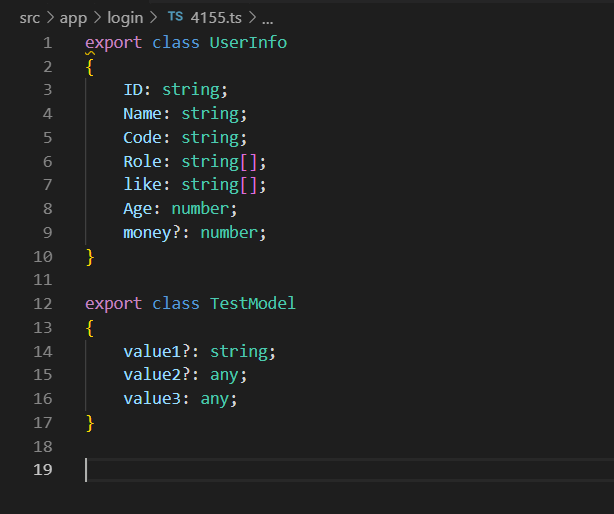 src > app > login > TS 4155.ts > ...
1 export class UserInfo
2 {
3 ID: string;
4 Name: string;
5 Code: string;
6 Role: string[];
7 like: string[];
8 Age: number;
9 money?: number;
10 }
11
12 export class TestModel
13 {
14 value1?: string;
15 value2?: any;
16 value3: any;
17 }
18
19